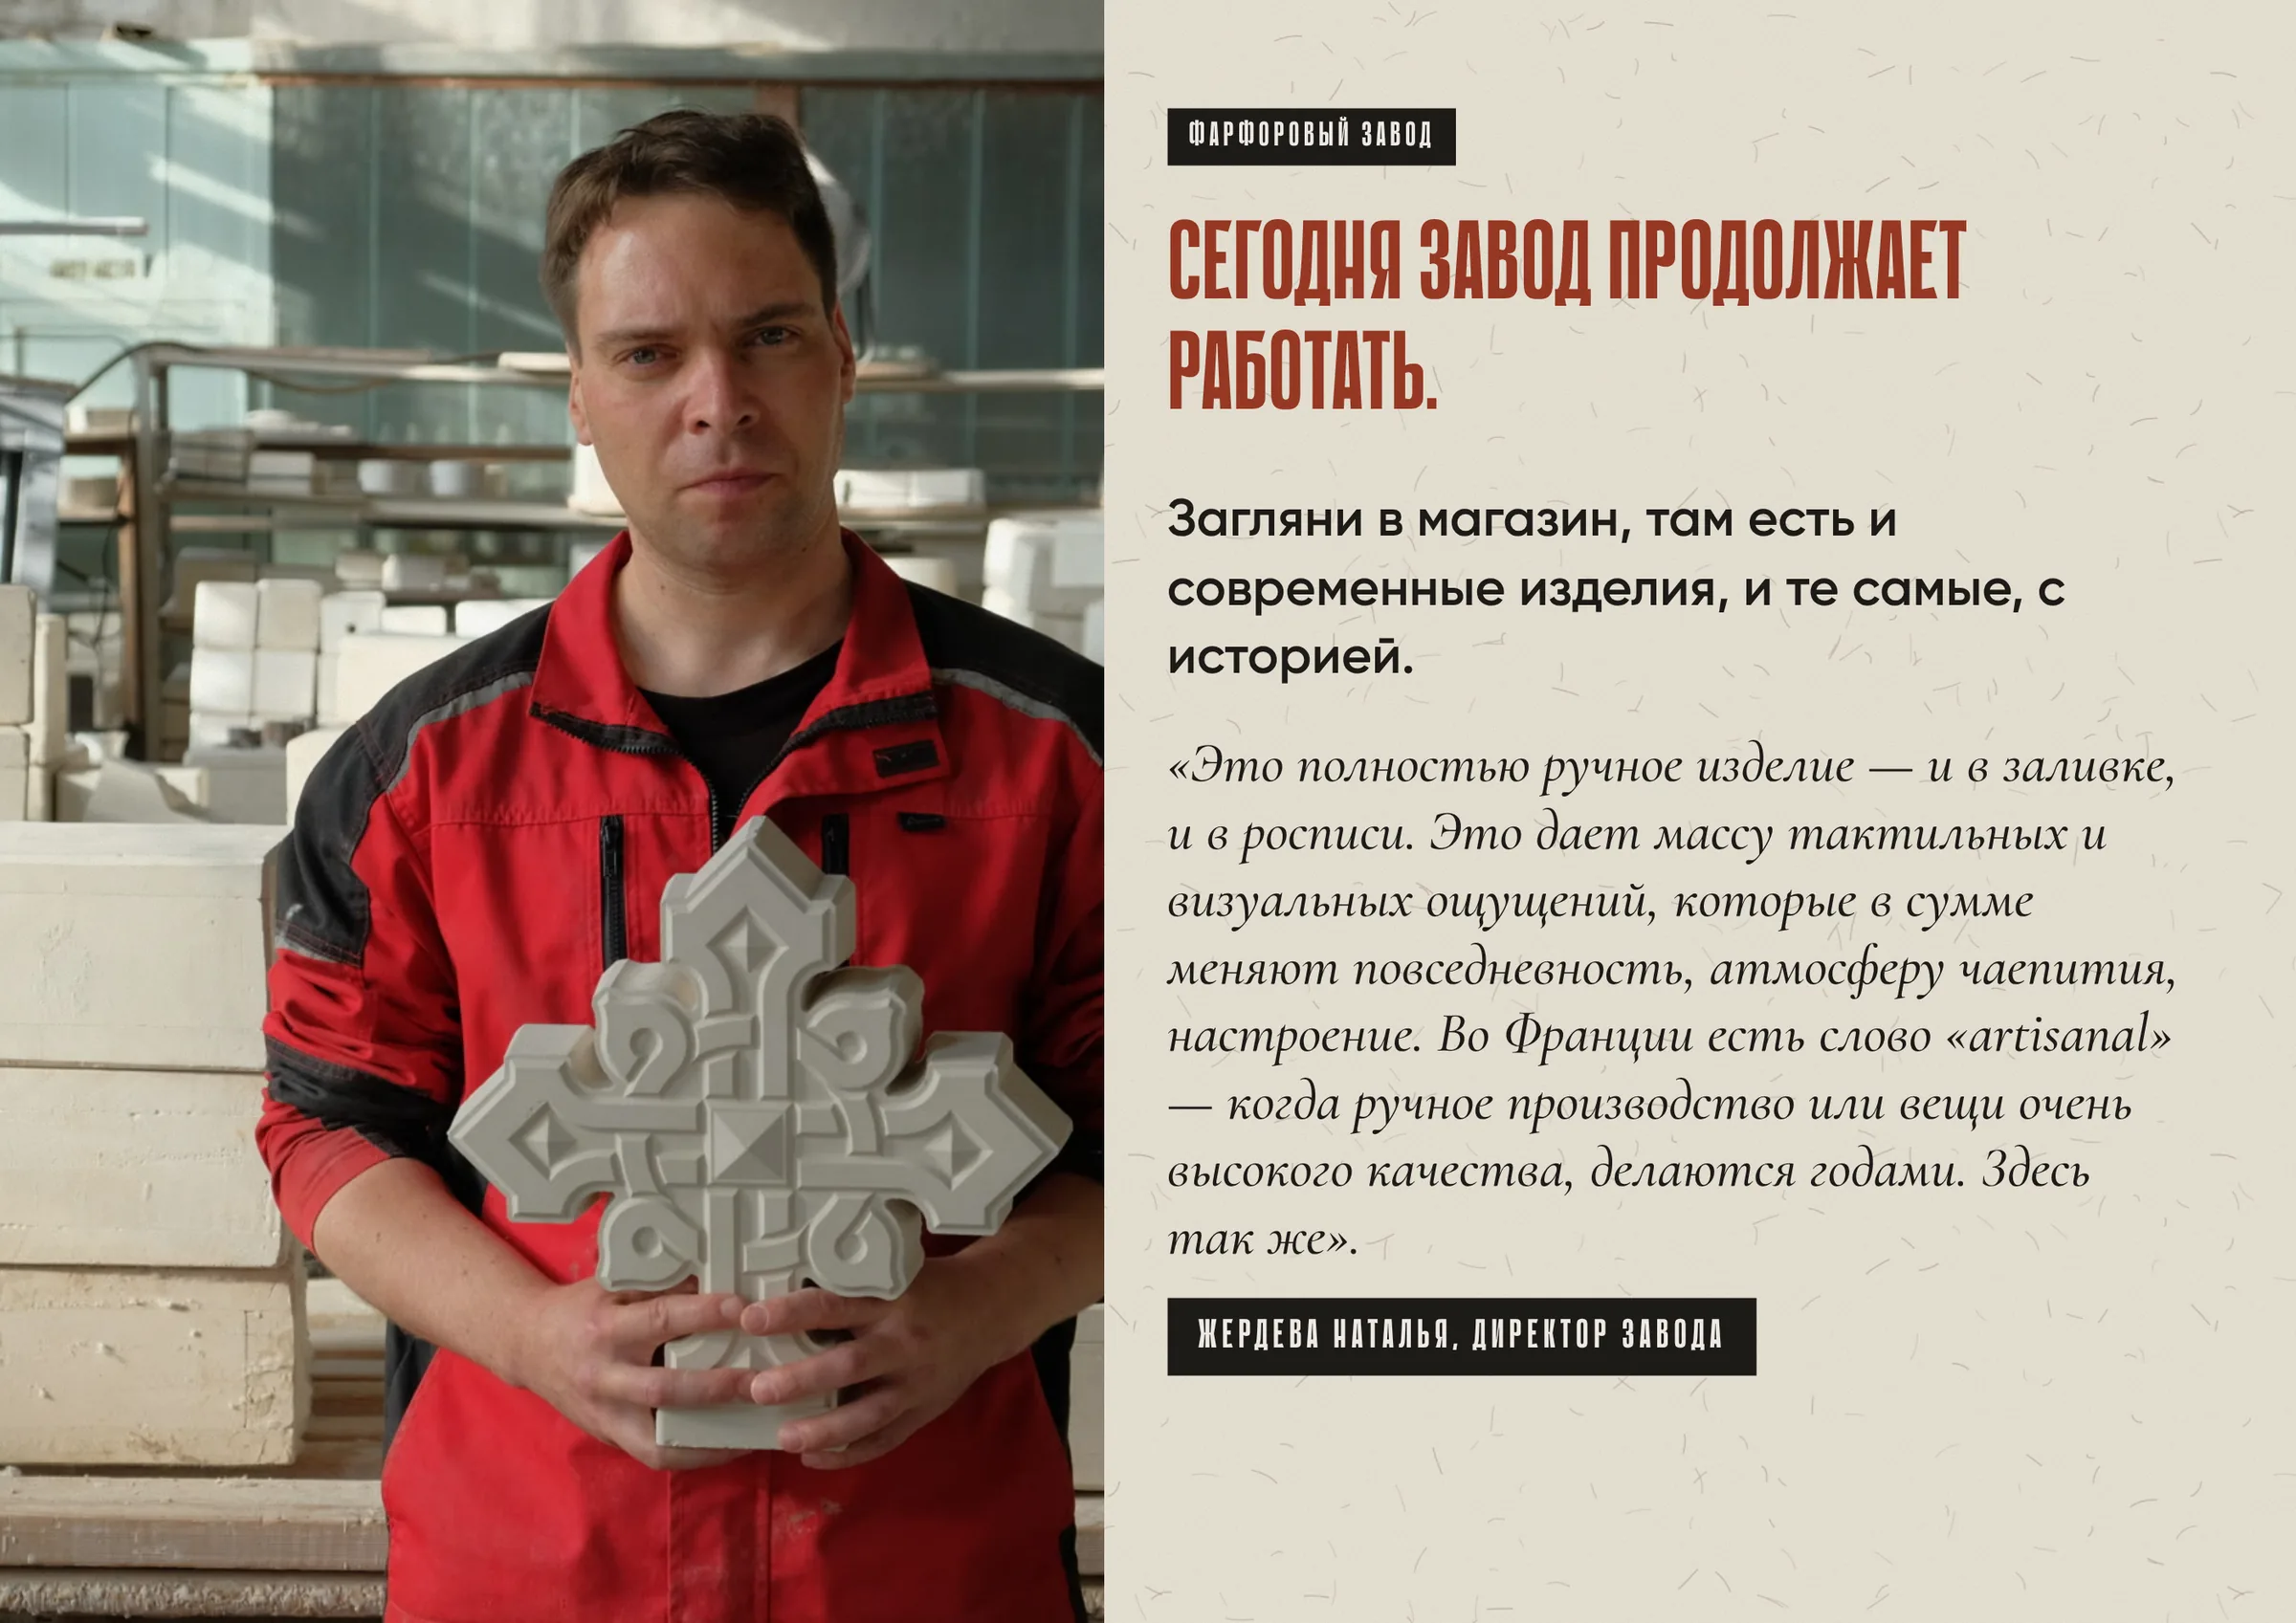 ФАРФОРОВЫЙ ЗАВОД
СЕГОДНЯ ЗАВОД ПРОДОЛЖАЕТ
РАБОТАТЬ.
Загляни в магазин, там есть и
современные изделия, и те самые, с
историей.
«Это полностью ручное изделие — и в заливке,
и в росписи. Это дает массу тактильных и
визуальных ощущений, которые в сумме
меняют повседневность, атмосферу чаепития,
настроение. Во Франции есть слово «artisanal»
— когда ручное производство или вещи очень
высокого качества, делаются годами. Здесь
так же».
ЖЕРДЕВА НАТАЛЬЯ, ДИРЕКТОР ЗАВОДА